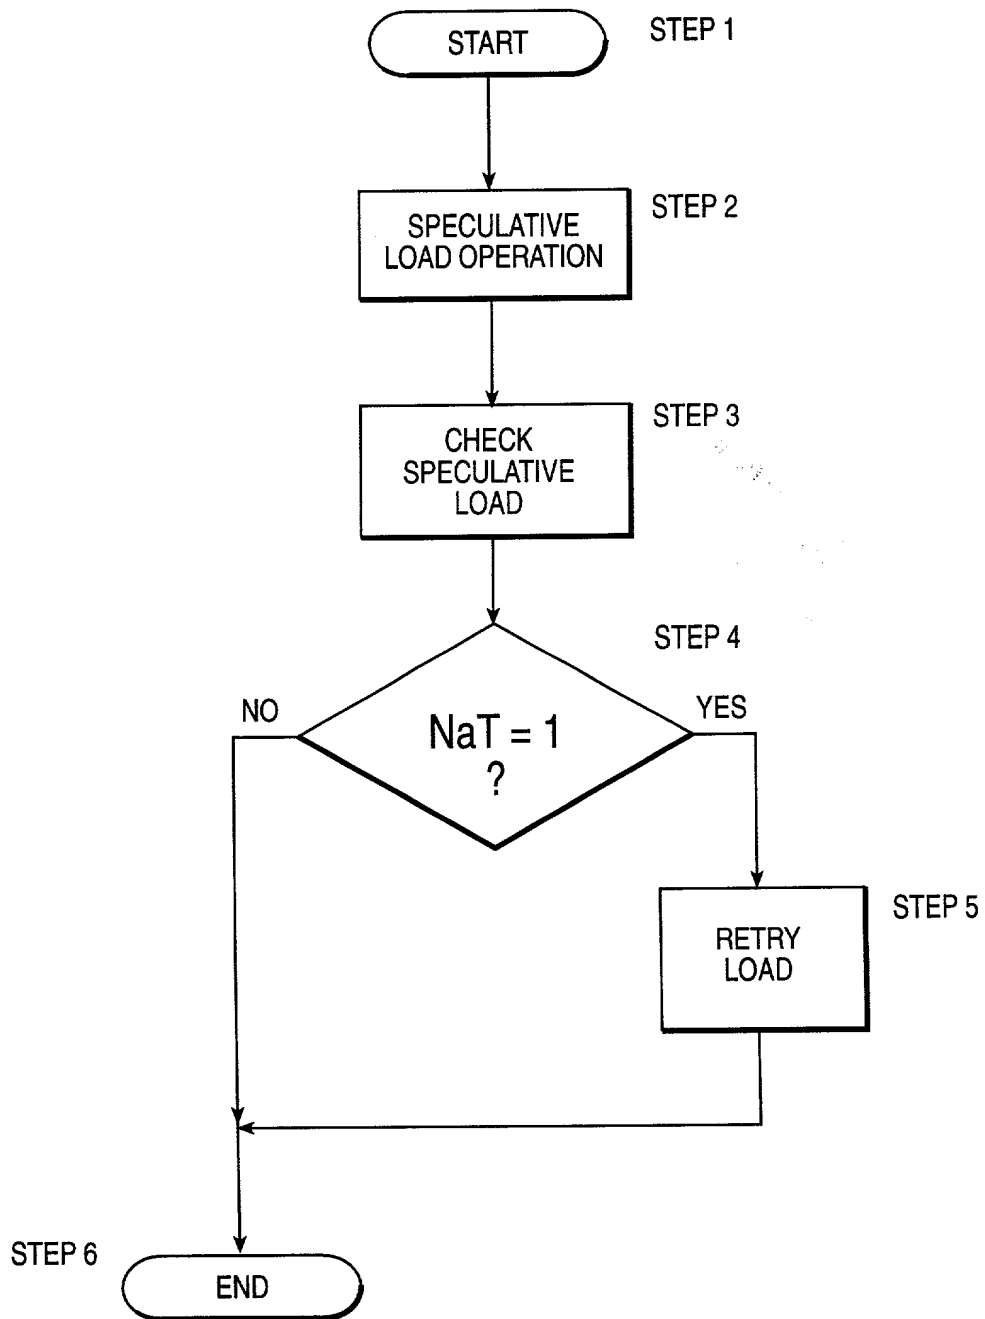 START
STEP 1
SPECULATIVE
LOAD OPERATION
STEP 2
CHECK
SPECULATIVE
LOAD
STEP 3
STEP 4
NO
YES
NaT = 1
?
STEP 5
RETRY
LOAD
STEP 6
END